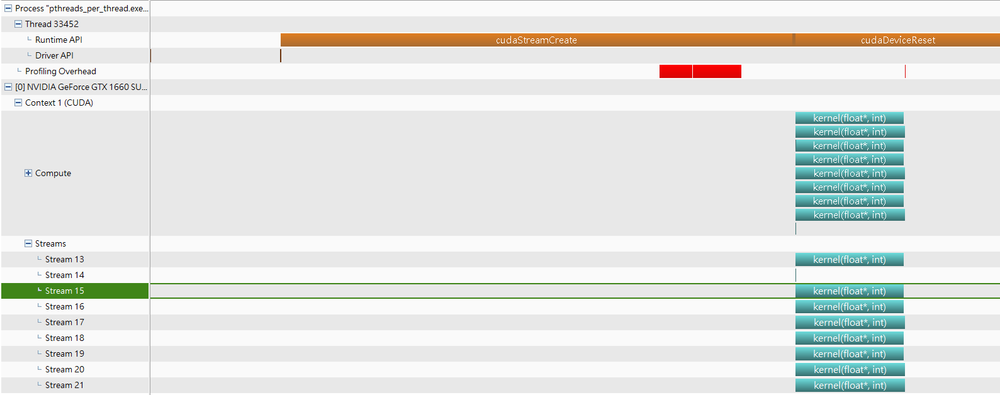 Process "pthreads_per_thread.exe...
Thread 33452
Runtime API cudaStreamCreate cudaDeviceReset
Driver API
Profiling Overhead
[0] NVIDIA GeForce GTX 1660 SU...
Context 1 (CUDA)
kernel(float*, int)
kernel(float*, int)
kernel(float*, int)
kernel(float*, int)
Compute kernel(float*, int)
kernel(float*, int)
kernel(float*, int)
kernel(float*, int)
Streams
Stream 13 kernel(float*, int)
Stream 14
Stream 15 kernel(float*, int)
Stream 16 kernel(float*, int)
Stream 17 kernel(float*, int)
Stream 18 kernel(float*, int)
Stream 19 kernel(float*, int)
Stream 20 kernel(float*, int)
Stream 21 kernel(float*, int)